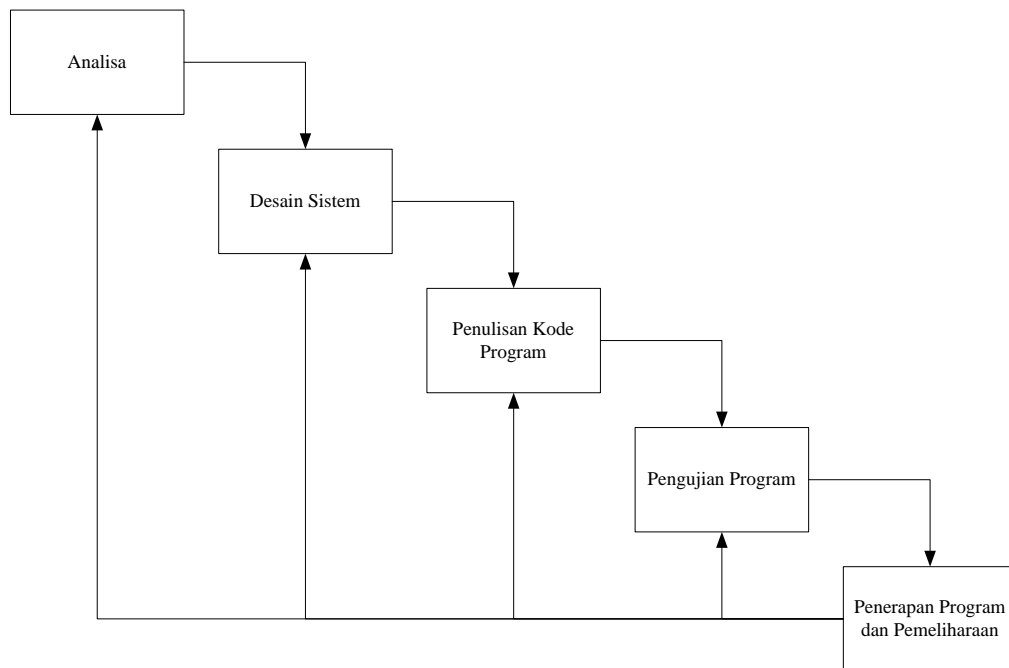 Analisa
Desain Sistem
Penulisan Kode
Program
Pengujian Program
Penerapan Program
dan Pemeliharaan